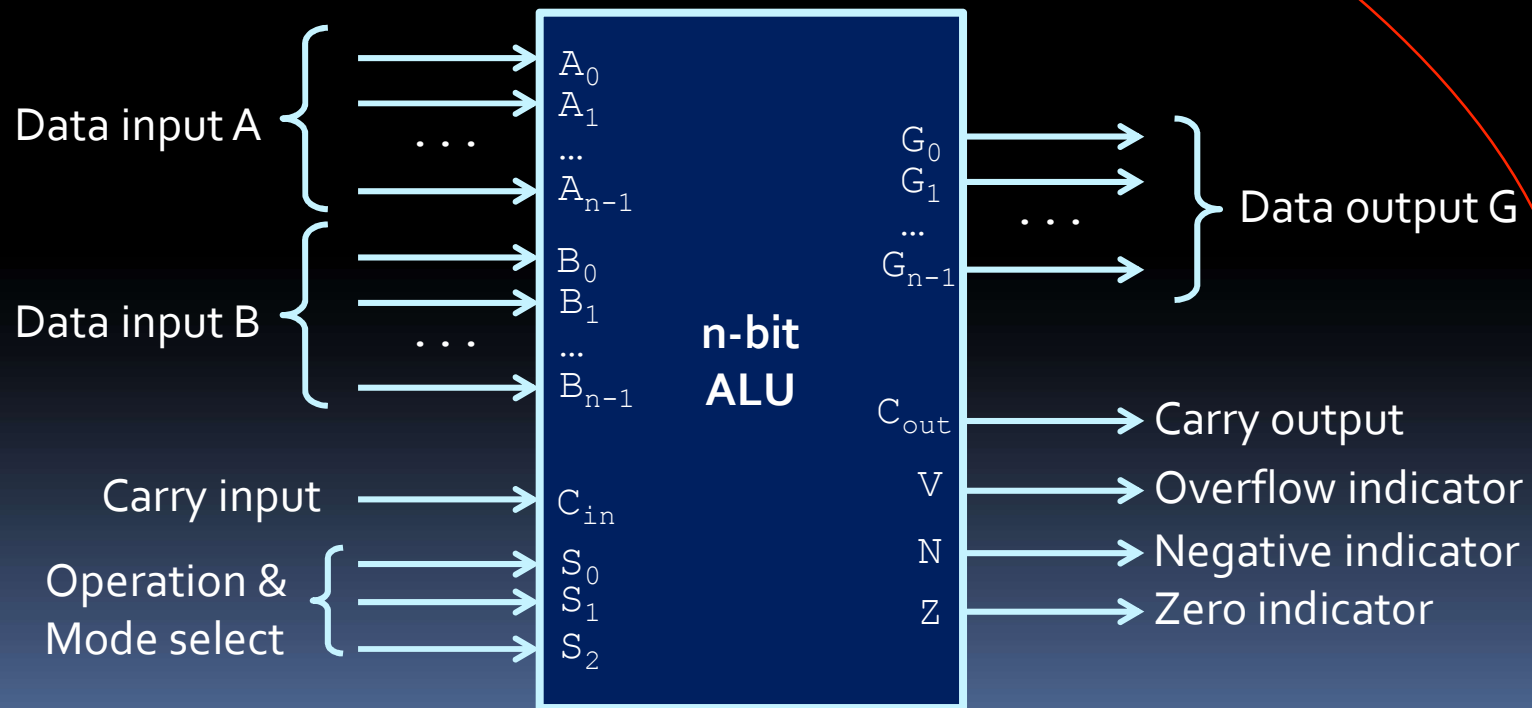 Data input A
Data input B
Carry input
Operation &
Mode select
A₀
A₁
. . .
...
Aₙ₋₁
B₀
B₁
. . .
...
Bₙ₋₁
Cᵢₙ
S₀
S₁
S₂
n-bit
ALU
G₀
G₁
...
. . .
Gₙ₋₁
Cₒᵤₜ
V
N
Z
Data output G
Carry output
Overflow indicator
Negative indicator
Zero indicator